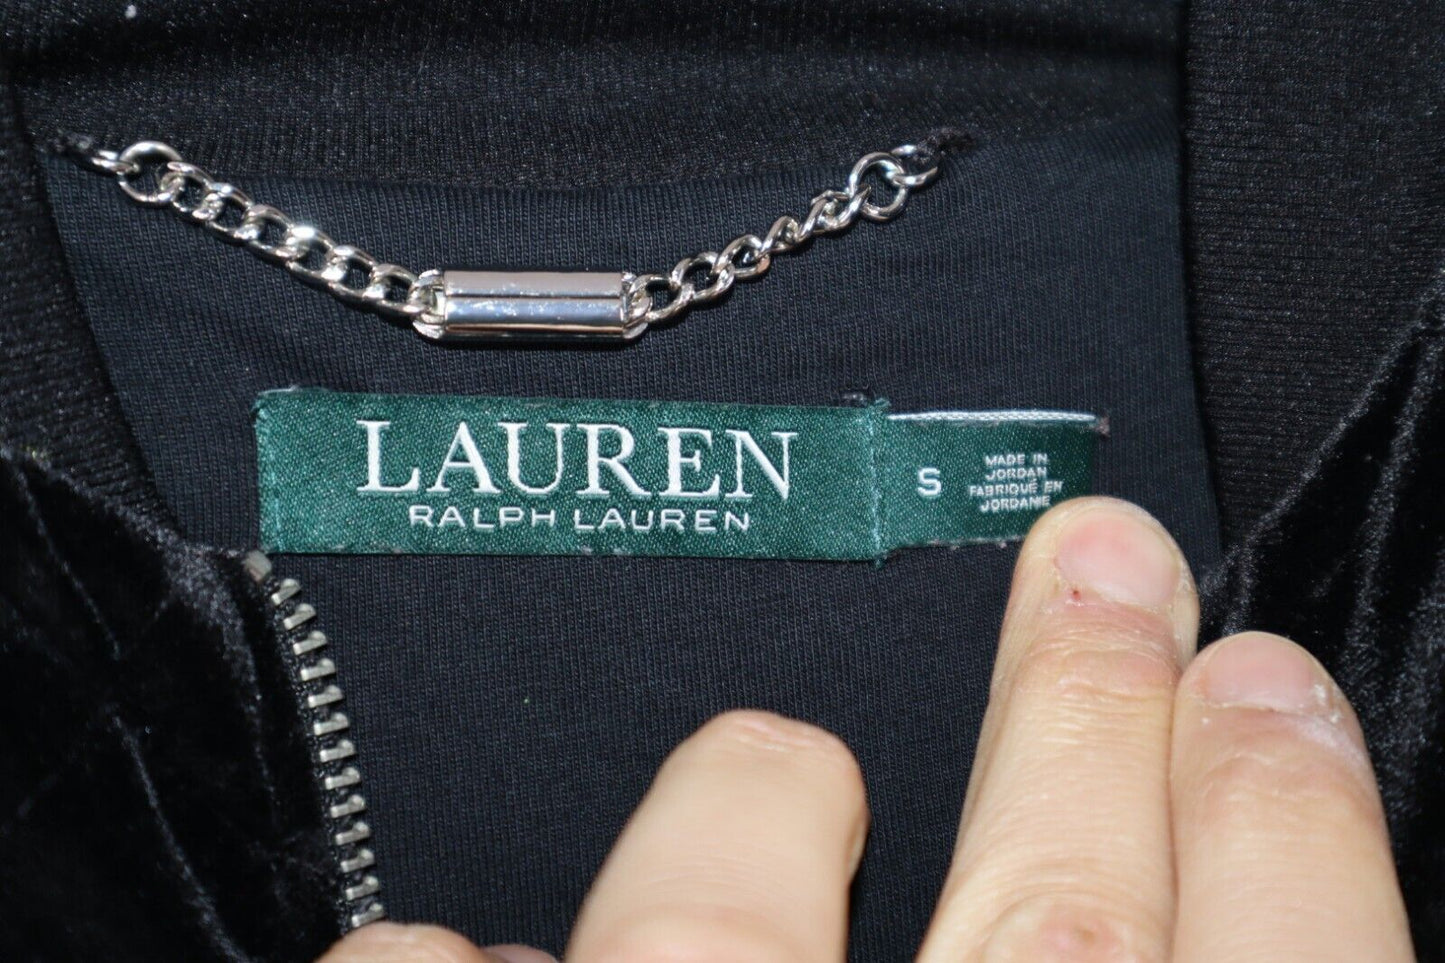 LAUREN
RALPH LAUREN
S
MADE IN
JORDAN
FABRIQUÉ EN
JORDANIE